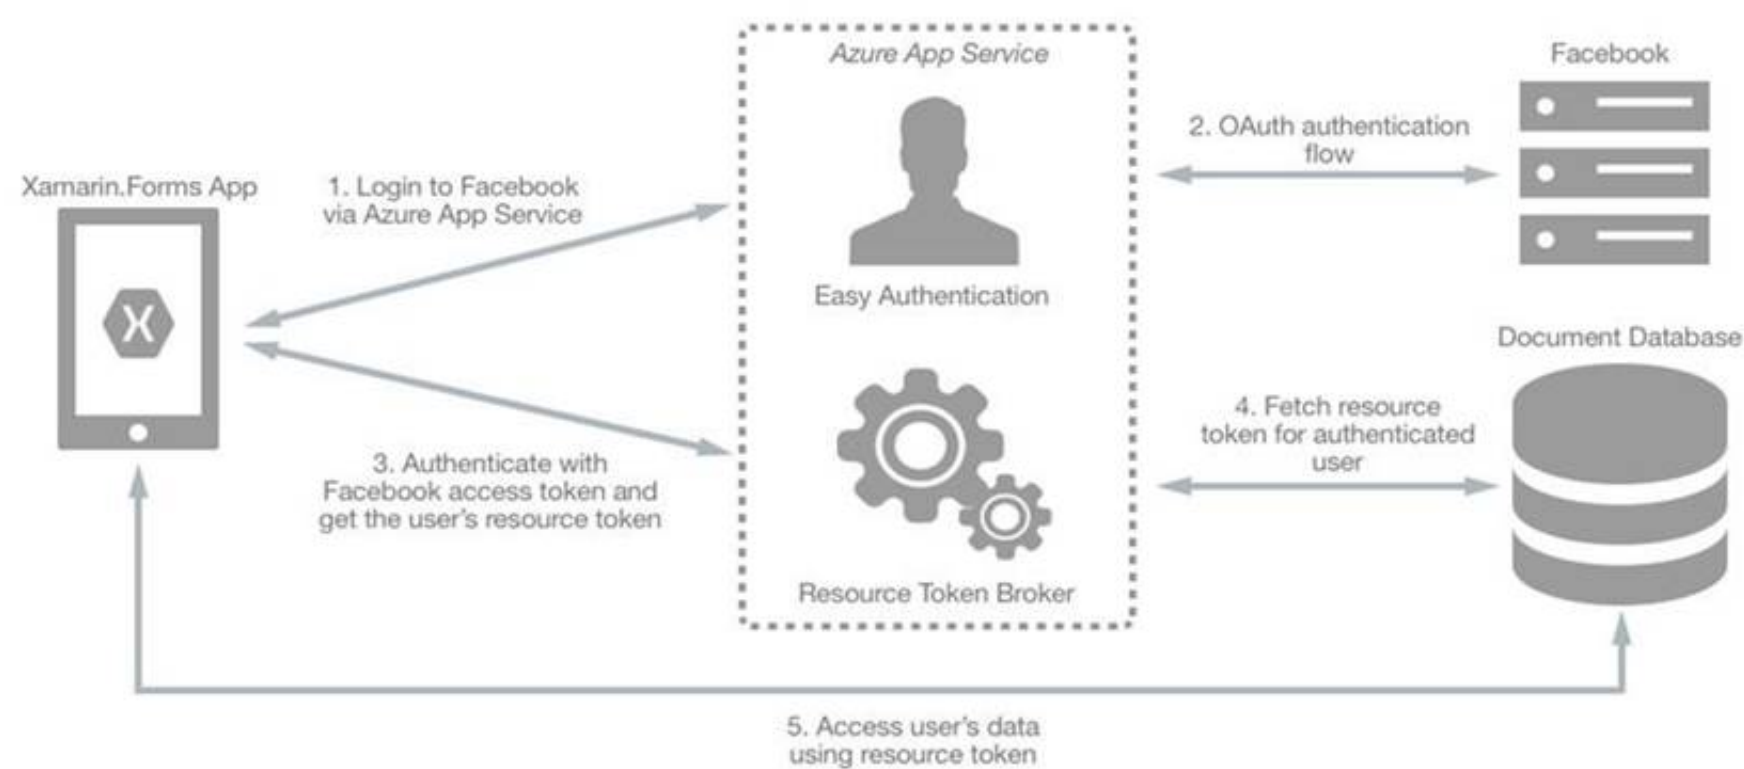 Azure App Service
Facebook
2. OAuth authentication
flow
Xamarin.Forms App
1. Login to Facebook
via Azure App Service
X
Easy Authentication
Document Database
4. Fetch resource
token for authenticated
user
3. Authenticate with
Facebook access token and
get the user's resource token
Resource Token Broker
5. Access user's data
using resource token